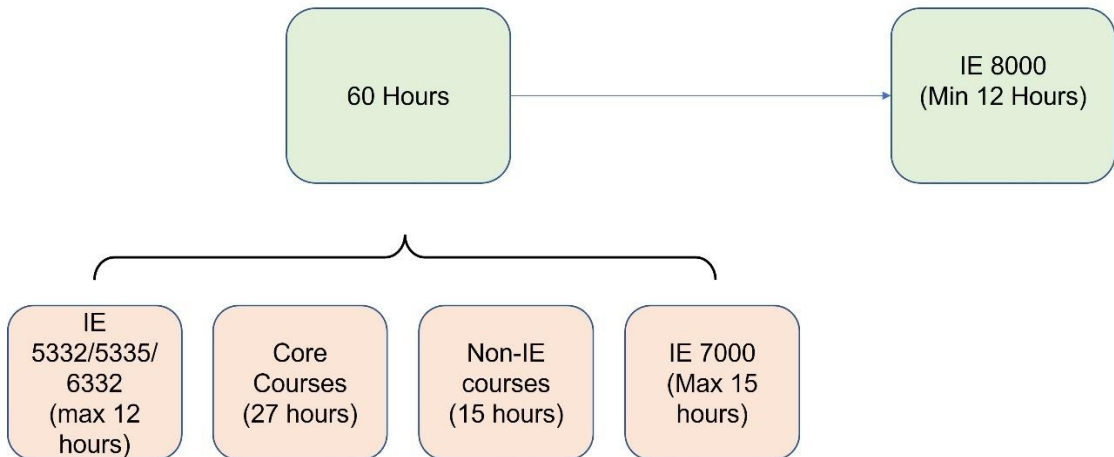 60 Hours
IE 8000
(Min 12 Hours)
IE
5332/5335/
6332
(max 12
hours)
Core
Courses
(27 hours)
Non-IE
courses
(15 hours)
IE 7000
(Max 15
hours)